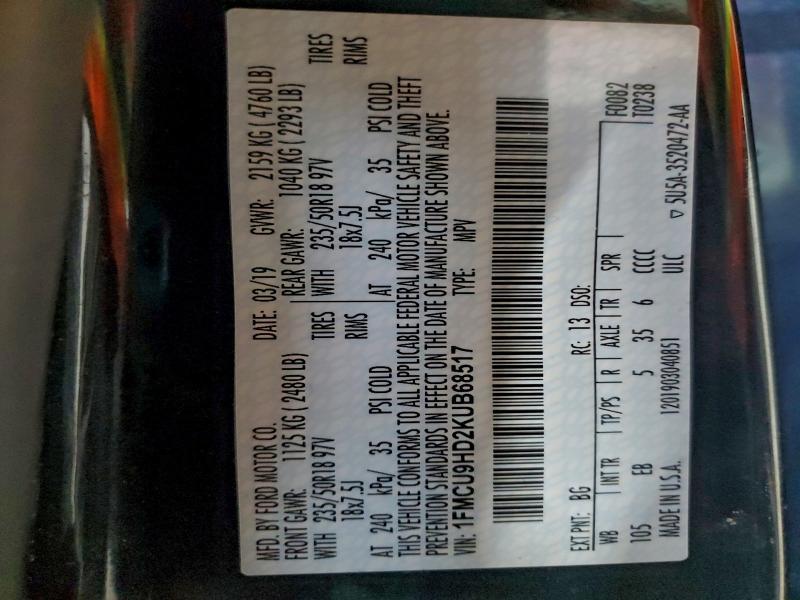 MFD. BY FORD MOTOR CO. DATE: 03/19 GVWR: 2159 KG ( 4760 LB)
FRONT GAWR: 1125 KG ( 2480 LB) REAR GAWR: 1040 KG ( 2293 LB)
WITH 235/50R18 97V TIRES WITH 235/50R18 97V TIRES
18x7.5J RIMS 18x7.5J RIMS
AT 240 kPa/ 35 PSI COLD AT 240 kPa/ 35 PSI COLD
THIS VEHICLE CONFORMS TO ALL APPLICABLE FEDERAL MOTOR VEHICLE SAFETY AND THEFT
PREVENTION STANDARDS IN EFFECT ON THE DATE OF MANUFACTURE SHOWN ABOVE.
VIN: 1FMCU9HD2KUB68517 TYPE: MPV
EXT PNT: BG RC: 13 DSO:
WB INT TR TP/PS R AXLE TR SPR F0082
105 EB 5 35 6 CCCC T0238
MADE IN U.S.A. 1201903040851 ULC ▽ 5U5A-3520472-AA